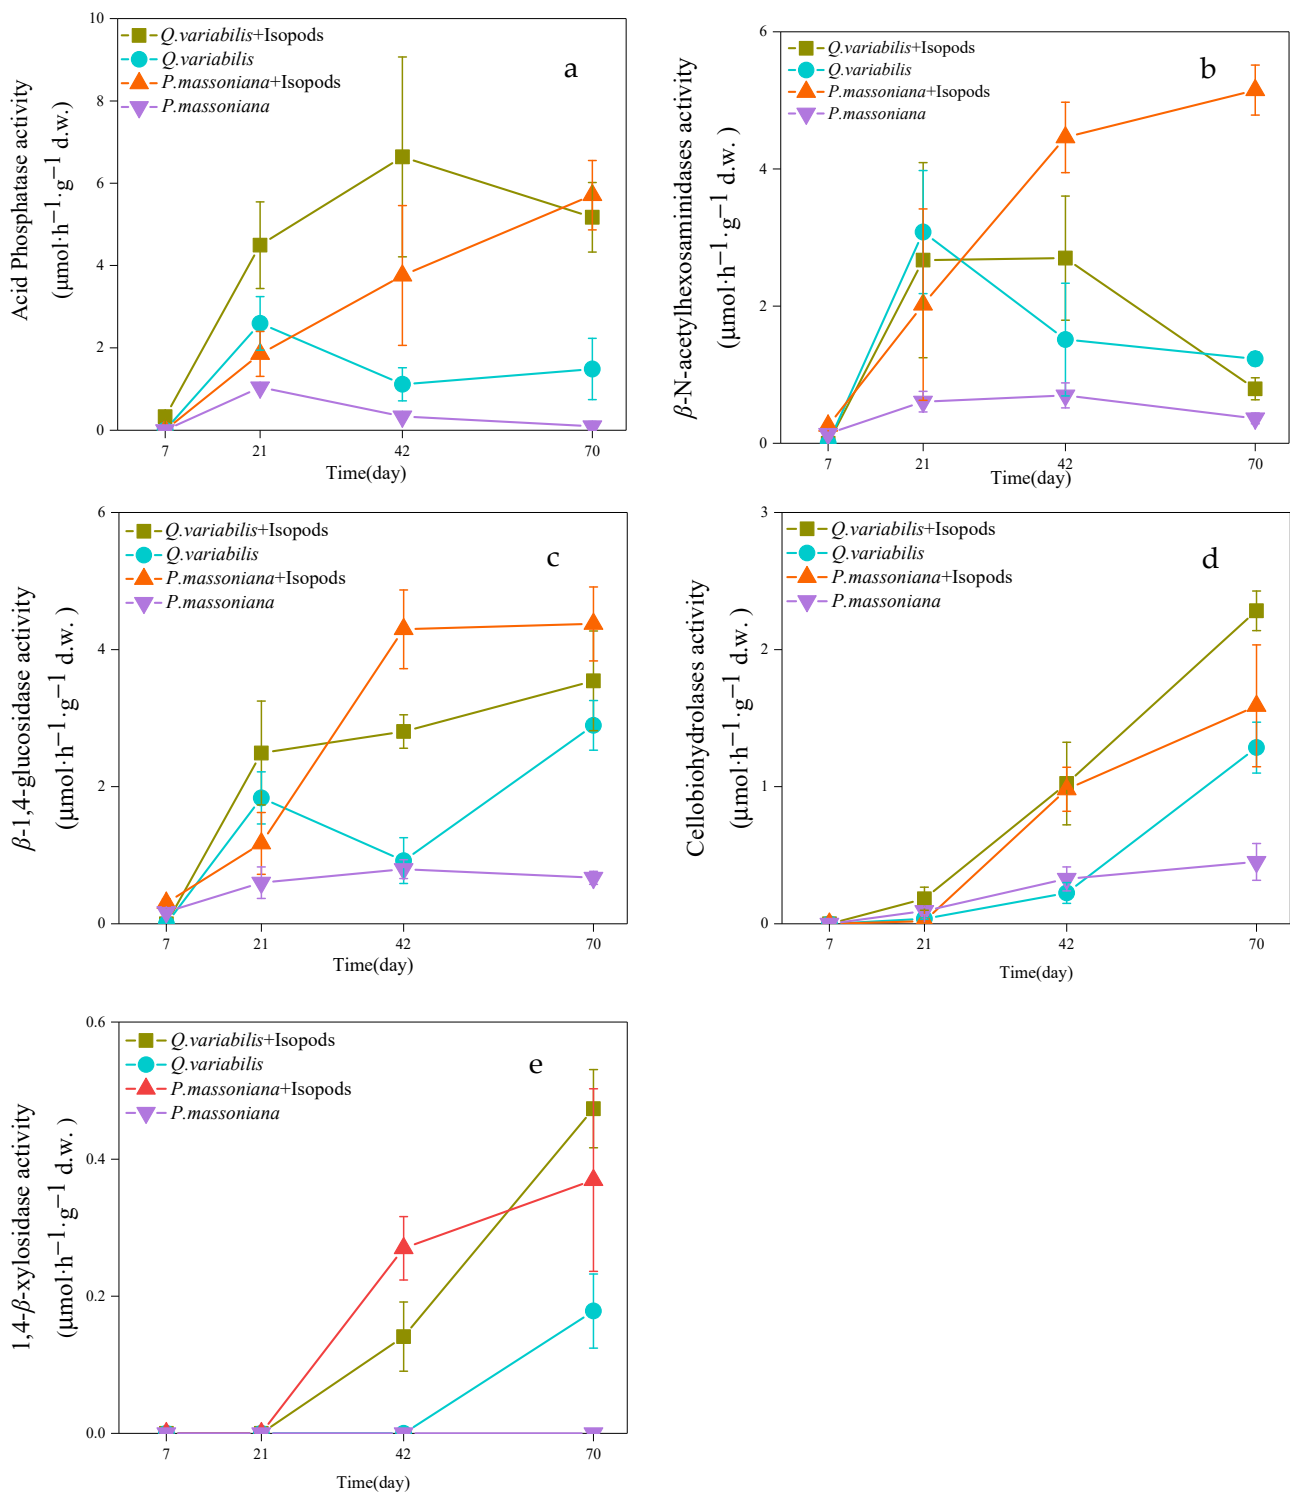 Acid Phosphatase activity
(μmol·h⁻¹·g⁻¹ d.w.)
10
8
6
4
2
0
Q.variabilis+Isopods
Q.variabilis
P.massoniana+Isopods
P.massoniana
a
7 21 42 70
Time(day)
β-N-acetylhexosaminidases activity
(μmol·h⁻¹·g⁻¹ d.w. )
6
4
2
0
Q.variabilis+Isopods
Q.variabilis
P.massoniana+Isopods
P.massoniana
b
7 21 42 70
Time(day)
β-1,4-glucosidase activity
(μmol·h⁻¹·g⁻¹ d.w. )
6
4
2
0
Q.variabilis+Isopods
Q.variabilis
P.massoniana+Isopods
P.massoniana
c
7 21 42 70
Time(day)
Cellobiohydrolases activity
(μmol·h⁻¹·g⁻¹ d.w. )
3
2
1
0
Q.variabilis+Isopods
Q.variabilis
P.massoniana+Isopods
P.massoniana
d
7 21 42 70
Time(day)
1,4-β-xylosidase activity
(μmol·h⁻¹·g⁻¹ d.w. )
0.6
0.4
0.2
0.0
Q.variabilis+Isopods
Q.variabilis
P.massoniana+Isopods
P.massoniana
e
7 21 42 70
Time(day)